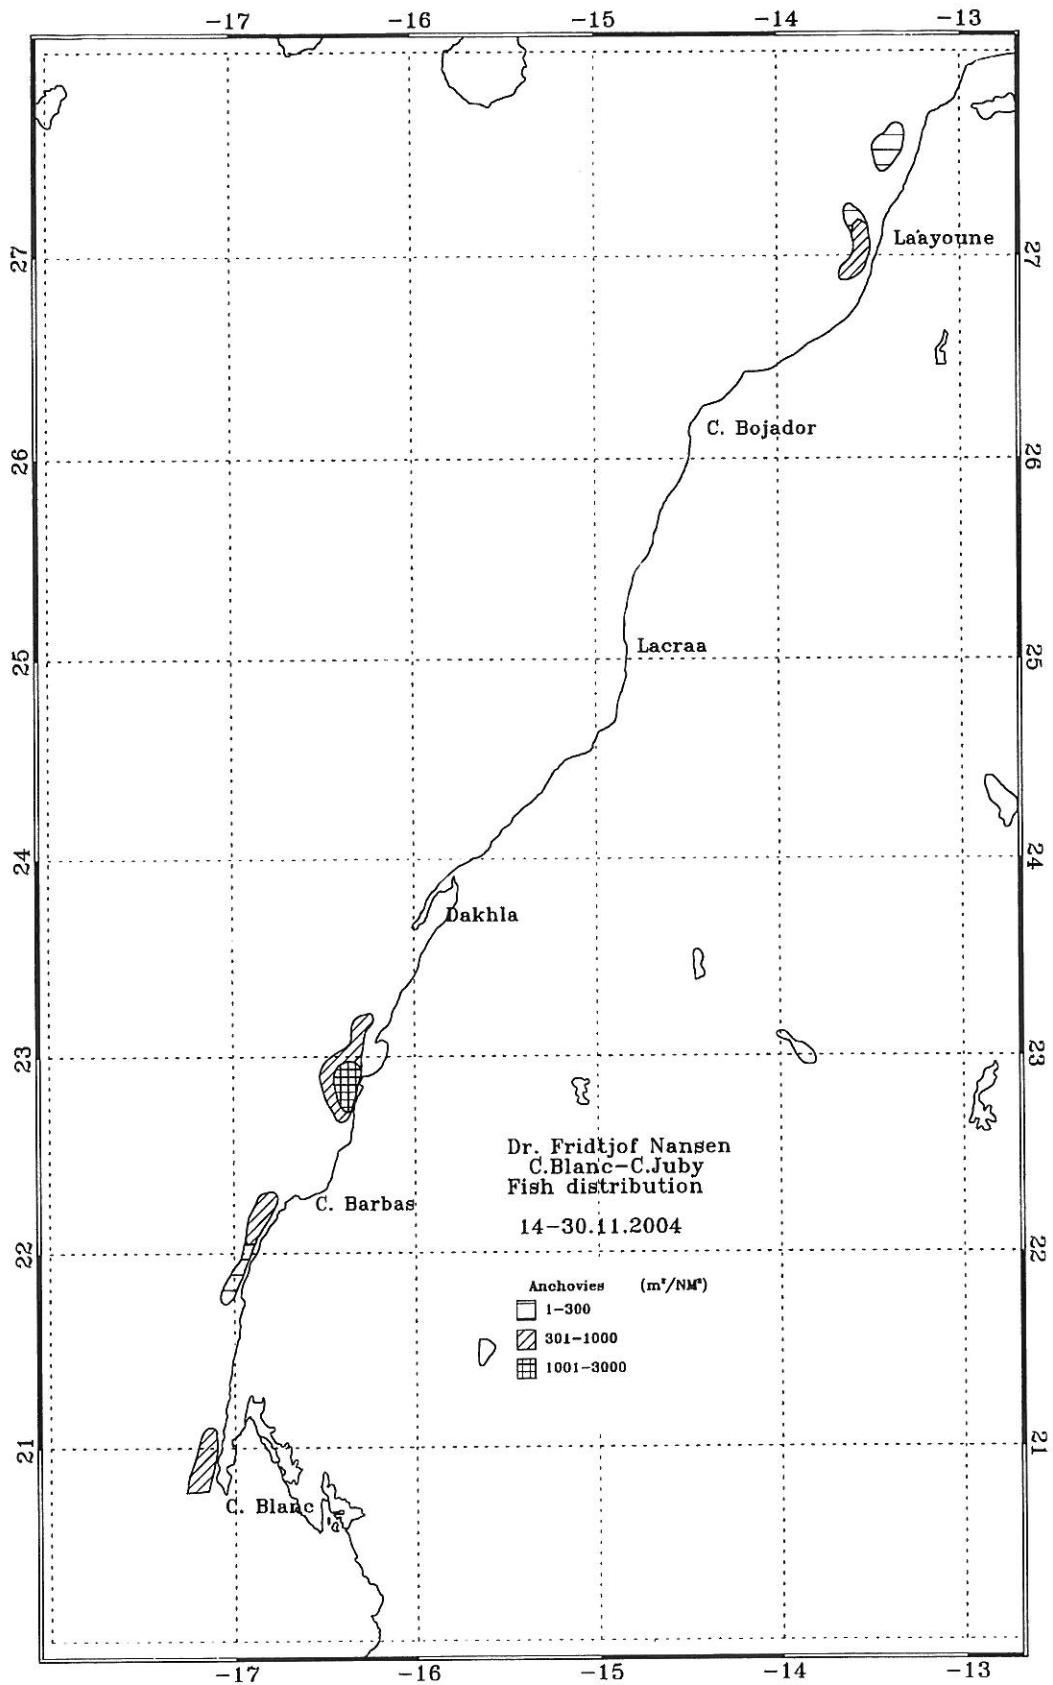 -17 -16 -15 -14 -13
La'ayoune
27 27
C. Bojador
26 26
Lacraa
25 25
24 24
Dakhla
23 23
Dr. Fridtjof Nansen
C.Blanc-C.Juby
Fish distribution
C. Barbas
14-30.11.2004
22 22
Anchovies (m²/NM²)
1-300
301-1000
1001-3000
21 21
C. Blanc
-17 -16 -15 -14 -13